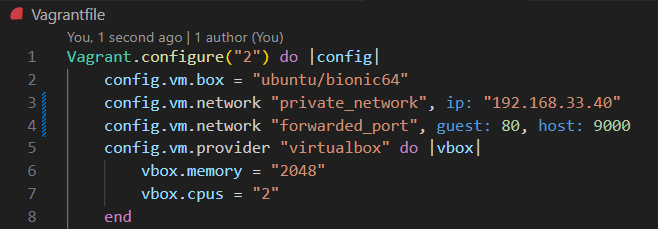 Vagrantfile
You, 1 second ago | 1 author (You)
1 Vagrant.configure("2") do |config|
2 config.vm.box = "ubuntu/bionic64"
3 config.vm.network "private_network", ip: "192.168.33.40"
4 config.vm.network "forwarded_port", guest: 80, host: 9000
5 config.vm.provider "virtualbox" do |vbox|
6 vbox.memory = "2048"
7 vbox.cpus = "2"
8 end